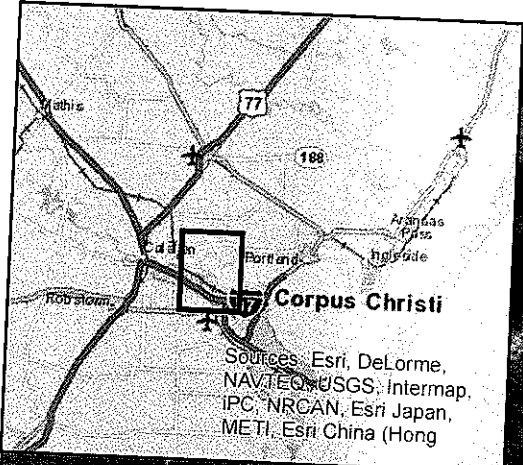 Mathis
77
188
Aransas
Pass
Portland
Ingleside
Robstown
Corpus Christi
Sources: Esri, DeLorme,
NAVTEQ, USGS, Intermap,
iPC, NRCAN, Esri Japan,
METI, Esri China (Hong